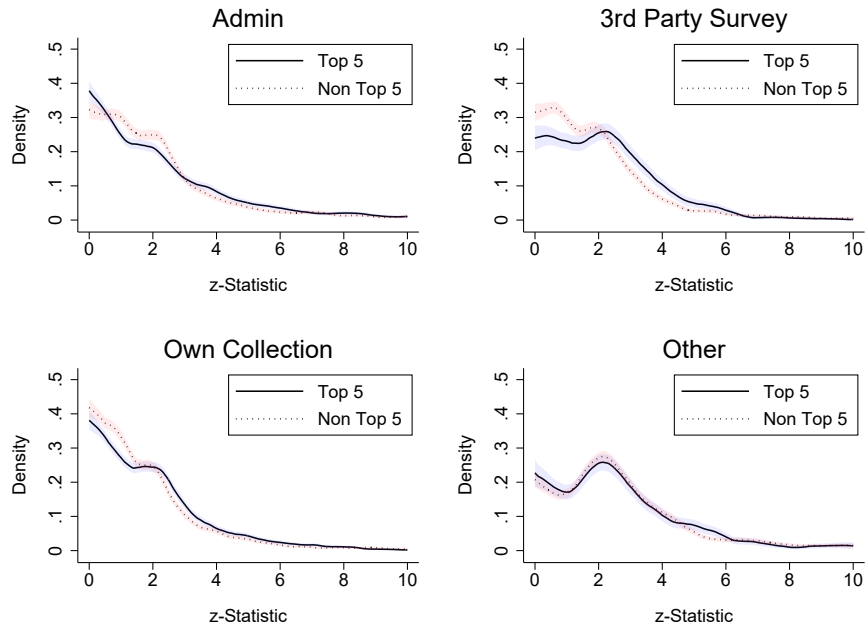 Admin
Top 5
Non Top 5
Density
.5
.4
.3
.2
.1
0
0 2 4 6 8 10
z-Statistic
3rd Party Survey
Top 5
Non Top 5
Density
.5
.4
.3
.2
.1
0
0 2 4 6 8 10
z-Statistic
Own Collection
Top 5
Non Top 5
Density
.5
.4
.3
.2
.1
0
0 2 4 6 8 10
z-Statistic
Other
Top 5
Non Top 5
Density
.5
.4
.3
.2
.1
0
0 2 4 6 8 10
z-Statistic